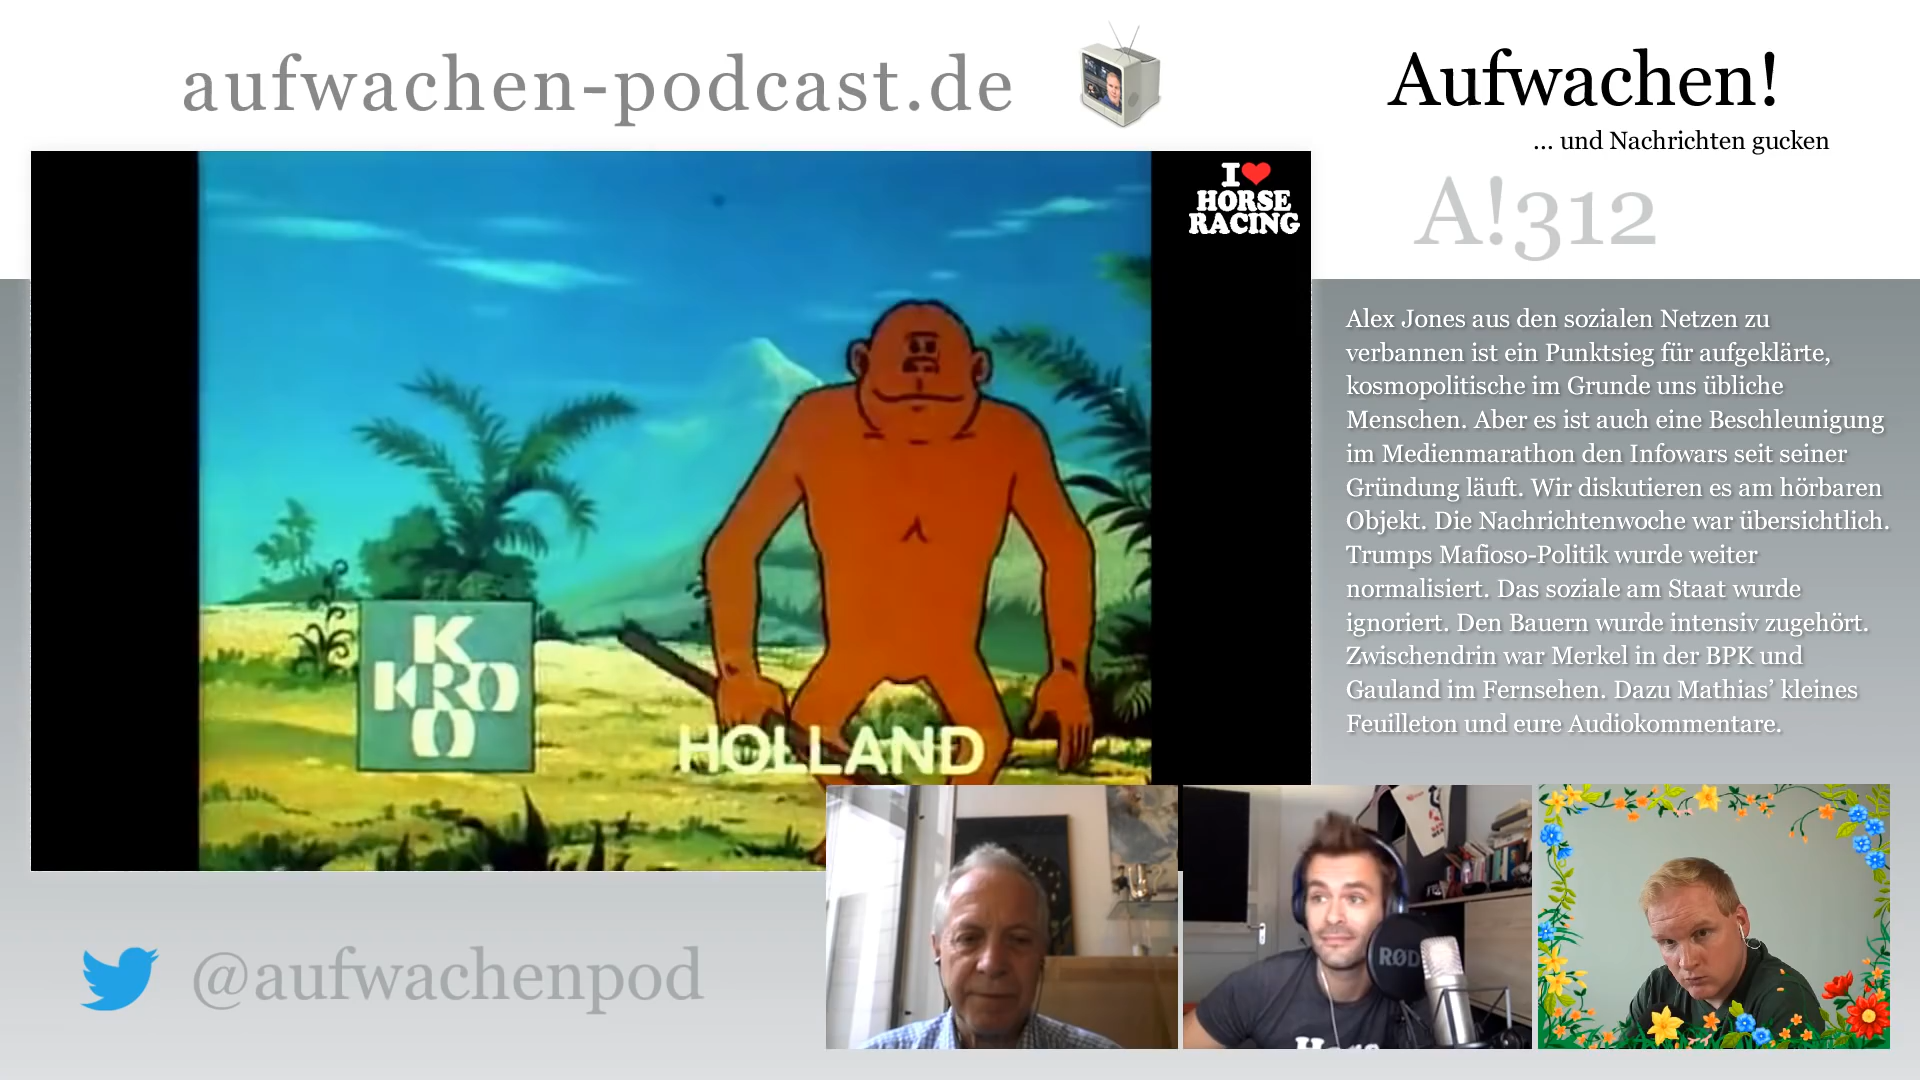 aufwachen-podcast.de
Aufwachen!
... und Nachrichten gucken
A!312
I
HORSE
RACING
Alex Jones aus den sozialen Netzen zu
verbannen ist ein Punktsieg für aufgeklärte,
kosmopolitische im Grunde uns übliche
Menschen. Aber es ist auch eine Beschleunigung
im Medienmarathon den Infowars seit seiner
Gründung läuft. Wir diskutieren es am hörbaren
Objekt. Die Nachrichtenwoche war übersichtlich.
Trumps Mafioso-Politik wurde weiter
normalisiert. Das soziale am Staat wurde
ignoriert. Den Bauern wurde intensiv zugehört.
Zwischendrin war Merkel in der BPK und
Gauland im Fernsehen. Dazu Mathias’ kleines
Feuilleton und eure Audiokommentare.
K
KRO
O
HOLLAND
RØD
@aufwachenpod